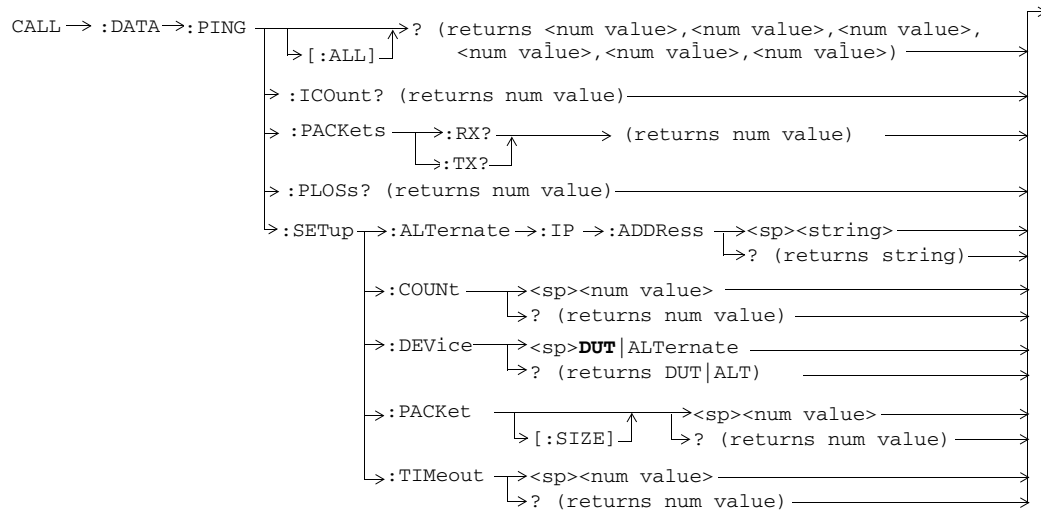 CALL :DATA :PING ? (returns <num value>,<num value>,<num value>,
[:ALL] <num value>,<num value>,<num value>)
:ICOunt? (returns num value)
:PACKets :RX? (returns num value)
:TX?
:PLOSs? (returns num value)
:SETup :ALTernate :IP :ADDRess <sp><string>
? (returns string)
:COUNt <sp><num value>
? (returns num value)
:DEVice <sp>DUT|ALTernate
? (returns DUT|ALT)
:PACKet <sp><num value>
[:SIZE] ? (returns num value)
:TIMeout <sp><num value>
? (returns num value)